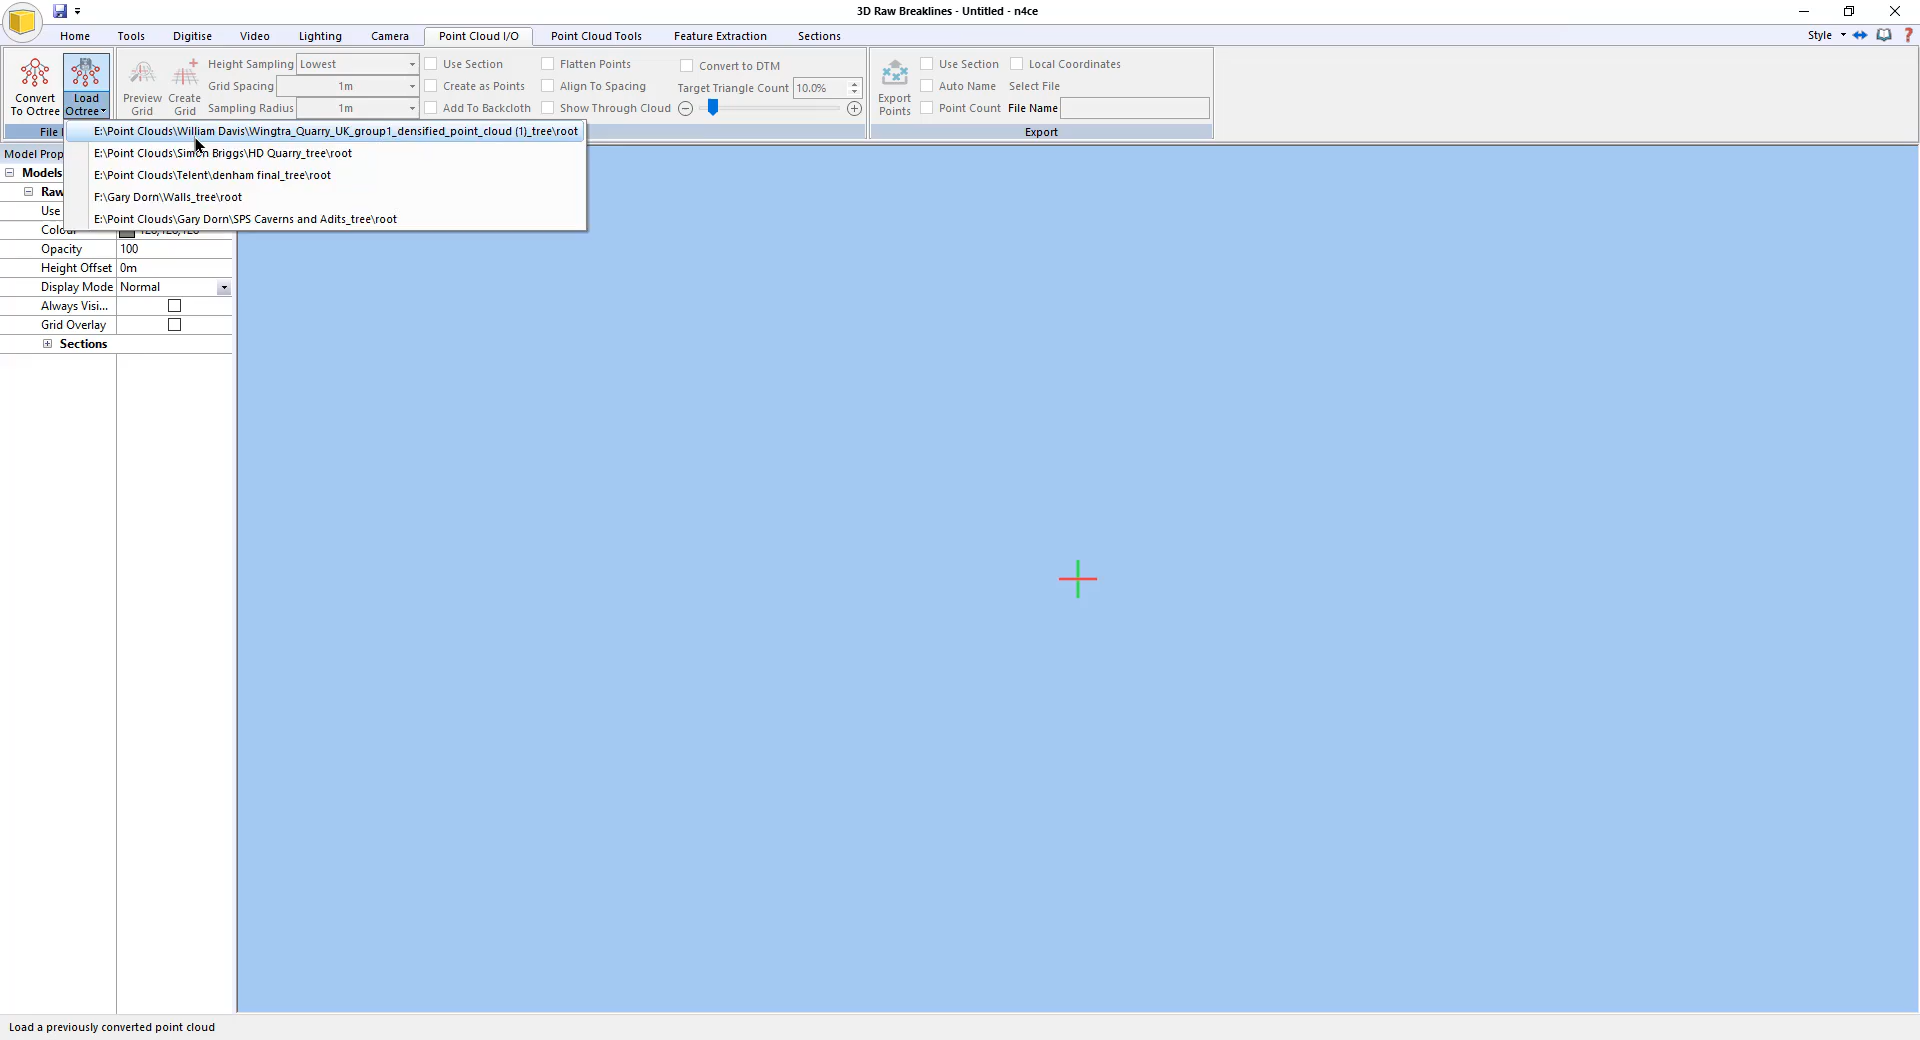 3D Raw Breaklines - Untitled - n4ce
Home Tools Digitise Video Lighting Camera Point Cloud I/O Point Cloud Tools Feature Extraction Sections Style
Convert To Octree
Load Octree
Preview Grid
Create Grid
Height Sampling Lowest
Grid Spacing 1m
Sampling Radius 1m
Use Section
Create as Points
Add To Backcloth
Flatten Points
Align To Spacing
Show Through Cloud
Convert to DTM
Target Triangle Count 10.0%
Export Points
Use Section Local Coordinates
Auto Name Select File
Point Count File Name
File
Export
E:\Point Clouds\William Davis\Wingtra_Quarry_UK_group1_densified_point_cloud (1)_tree\root
E:\Point Clouds\Simon Briggs\HD Quarry_tree\root
E:\Point Clouds\Telent\denham final_tree\root
F:\Gary Dorn\Walls_tree\root
E:\Point Clouds\Gary Dorn\SPS Caverns and Adits_tree\root
Model Prop
Models
Raw
Use
Colour
Opacity 100
Height Offset 0m
Display Mode Normal
Always Visi...
Grid Overlay
Sections
Load a previously converted point cloud